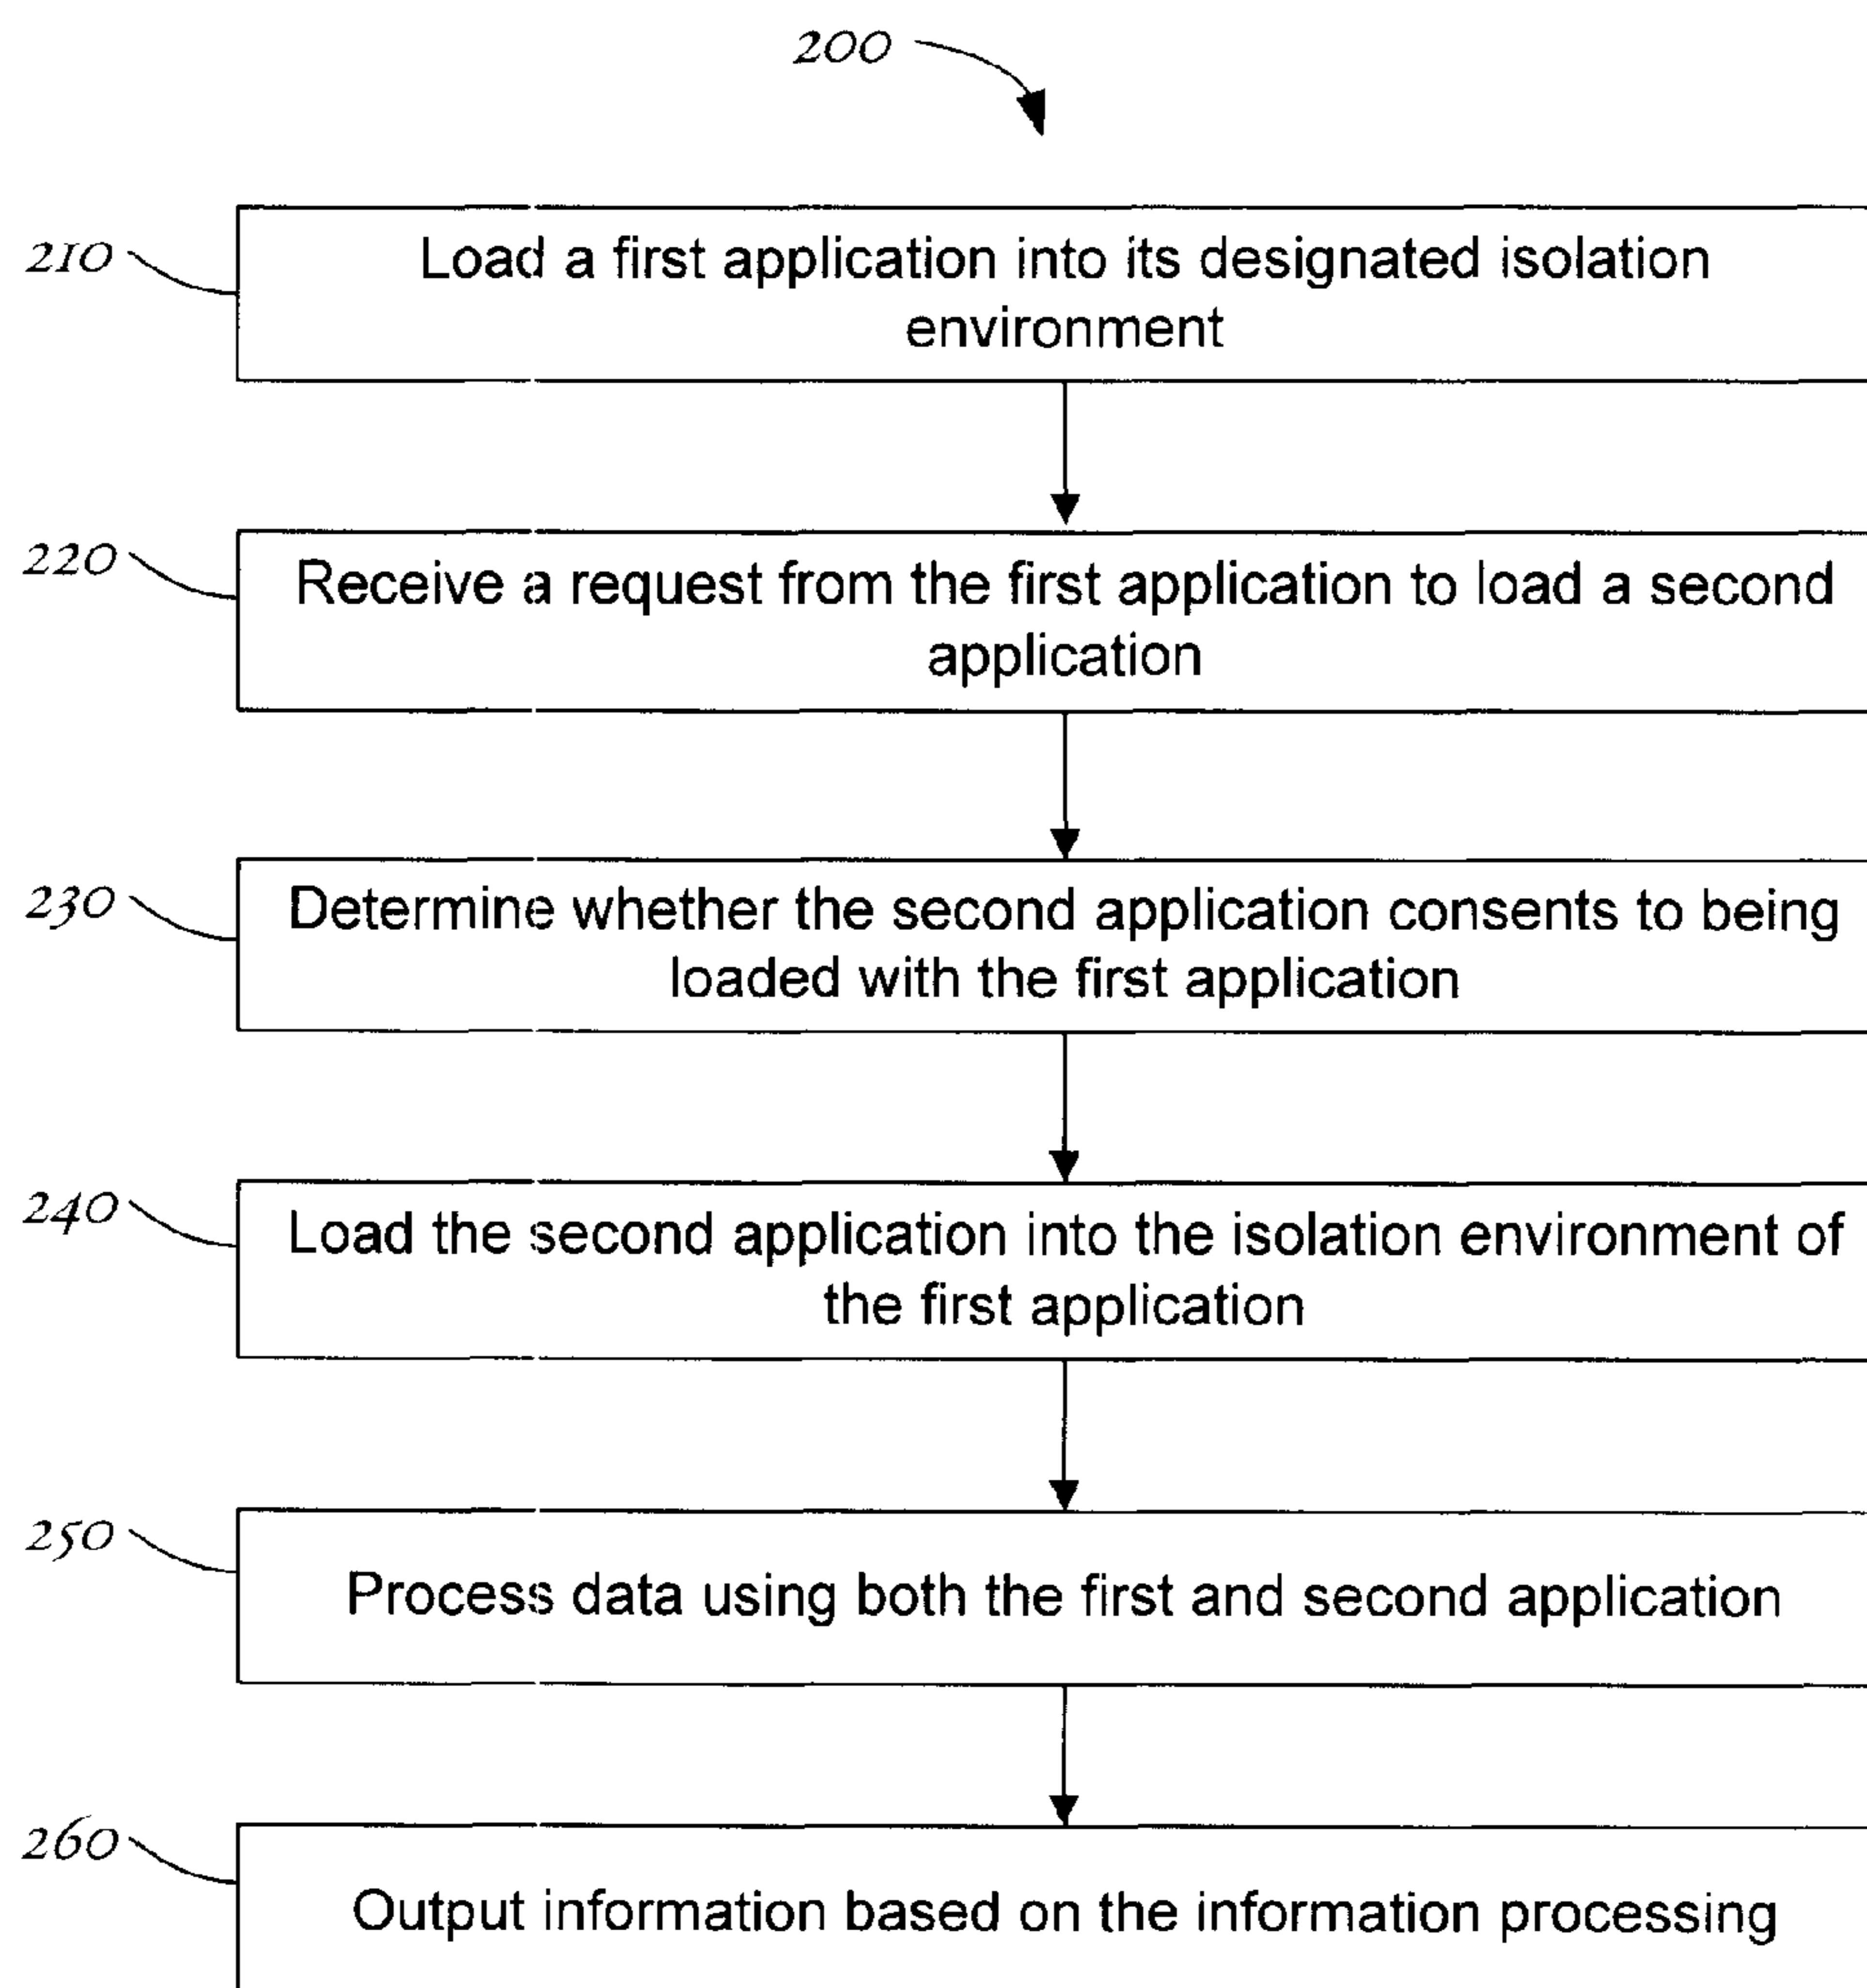 200
210
Load a first application into its designated isolation
environment
220
Receive a request from the first application to load a second
application
230
Determine whether the second application consents to being
loaded with the first application
240
Load the second application into the isolation environment of
the first application
250
Process data using both the first and second application
260
Output information based on the information processing